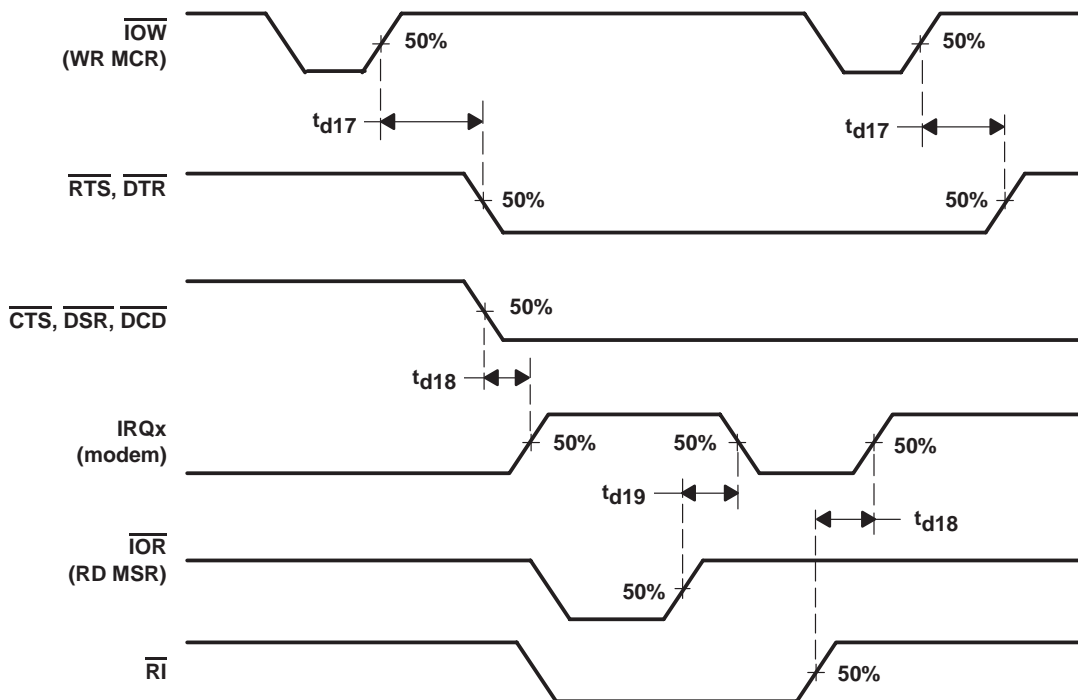 IOW
(WR MCR)
50%
50%
td17
td17
RTS, DTR
50%
50%
CTS, DSR, DCD
50%
td18
IRQx
(modem)
50%
50%
50%
td19
td18
IOR
(RD MSR)
50%
RI
50%